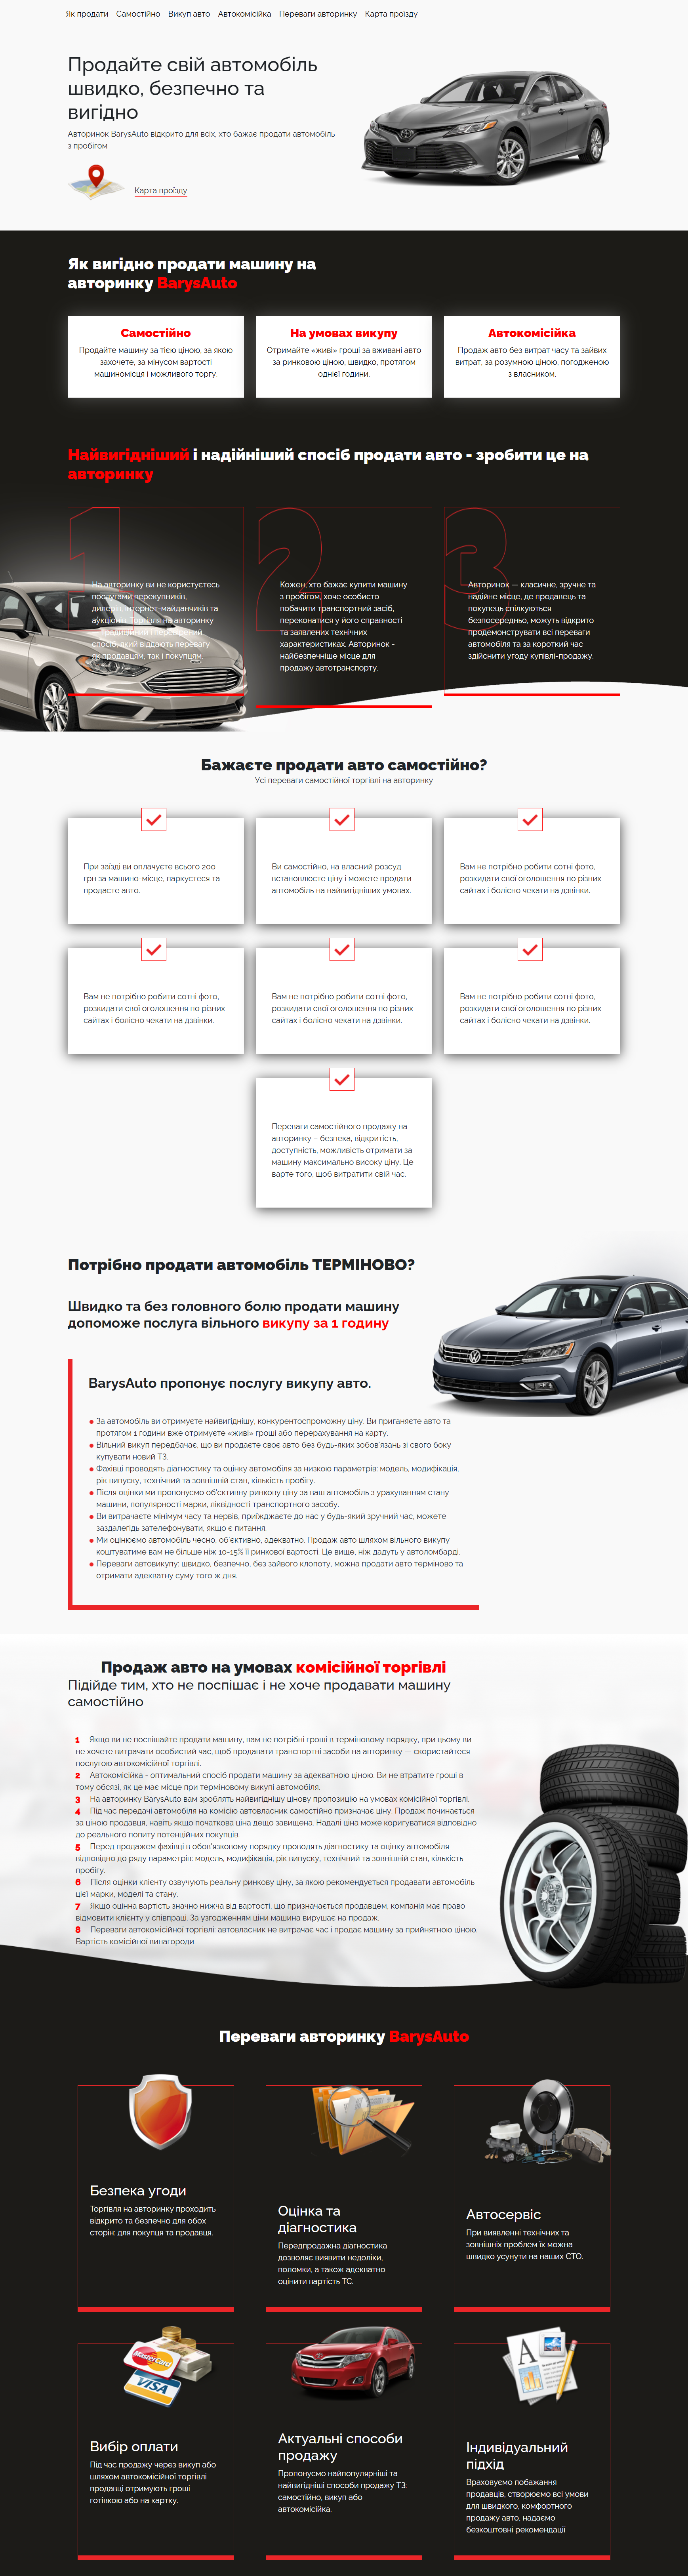 Як продати Самостійно Викуп авто Автокомісійка Переваги авторинку Карта проїзду
Продайте свій автомобіль
швидко, безпечно та
вигідно
Авторинок BarysAuto відкрито для всіх, хто бажає продати автомобіль
з пробігом
Карта проїзду
Як вигідно продати машину на
авторинку BarysAuto
Самостійно
Продайте машину за тією ціною, за якою
захочете, за мінусом вартості
машиномісця і можливого торгу.
На умовах викупу
Отримайте «живі» гроші за вживані авто
за ринковою ціною, швидко, протягом
однієї години.
Автокомісійка
Продаж авто без витрат часу та зайвих
витрат, за розумною ціною, погодженою
з власником.
Найвигідніший і надійніший спосіб продати авто - зробити це на
авторинку
1
На авторинку ви не користуєтесь
послугами перекупників,
дилерів, інтернет-майданчиків та
аукціонів. Торгівля на авторинку
спосіб, який віддають перевагу
як продавцям, так і покупцям.
2
Кожен, хто бажає купити машину
з пробігом, хоче особисто
побачити транспортний засіб,
переконатися у його справності
та заявлених технічних
характеристиках. Авторинок -
найбезпечніше місце для
продажу автотранспорту.
3
Авторинок — класичне, зручне та
надійне місце, де продавець та
покупець спілкуються
безпосередньо, можуть відкрито
продемонструвати всі переваги
автомобіля та за короткий час
здійснити угоду купівлі-продажу.
Бажаєте продати авто самостійно?
Усі переваги самостійної торгівлі на авторинку
При заїзді ви оплачуєте всього 200
грн за машино-місце, паркуєтеся та
продаєте авто.
Ви самостійно, на власний розсуд
встановлюєте ціну і можете продати
автомобіль на найвигідніших умовах.
Вам не потрібно робити сотні фото,
розкидати свої оголошення по різних
сайтах і болісно чекати на дзвінки.
Вам не потрібно робити сотні фото,
розкидати свої оголошення по різних
сайтах і болісно чекати на дзвінки.
Вам не потрібно робити сотні фото,
розкидати свої оголошення по різних
сайтах і болісно чекати на дзвінки.
Вам не потрібно робити сотні фото,
розкидати свої оголошення по різних
сайтах і болісно чекати на дзвінки.
Переваги самостійного продажу на
авторинку – безпека, відкритість,
доступність, можливість отримати за
машину максимально високу ціну. Це
варте того, щоб витратити свій час.
Потрібно продати автомобіль ТЕРМІНОВО?
Швидко та без головного болю продати машину
допоможе послуга вільного викупу за 1 годину
BarysAuto пропонує послугу викупу авто.
За автомобіль ви отримуєте найвигіднішу, конкурентоспроможну ціну. Ви приганяєте авто та
протягом 1 години вже отримуєте «живі» гроші або перерахування на карту.
Вільний викуп передбачає, що ви продаєте своє авто без будь-яких зобов'язань зі свого боку
купувати новий ТЗ.
Фахівці проводять діагностику та оцінку автомобіля за низкою параметрів: модель, модифікація,
рік випуску, технічний та зовнішній стан, кількість пробігу.
Після оцінки ми пропонуємо об'єктивну ринкову ціну за ваш автомобіль з урахуванням стану
машини, популярності марки, ліквідності транспортного засобу.
Ви витрачаєте мінімум часу та нервів, приїжджаєте до нас у будь-який зручний час, можете
заздалегідь зателефонувати, якщо є питання.
Ми оцінюємо автомобіль чесно, об'єктивно, адекватно. Продаж авто шляхом вільного викупу
коштуватиме вам не більше ніж 10-15% її ринкової вартості. Це вище, ніж дадуть у автоломбарді.
Переваги автовикупу: швидко, безпечно, без зайвого клопоту, можна продати авто терміново та
отримати адекватну суму того ж дня.
Продаж авто на умовах комісійної торгівлі
Підійде тим, хто не поспішає і не хоче продавати машину
самостійно
1 Якщо ви не поспішайте продати машину, вам не потрібні гроші в терміновому порядку, при цьому ви
не хочете витрачати особистий час, щоб продавати транспортні засоби на авторинку — скористайтеся
послугою автокомісійної торгівлі.
2 Автокомісійка - оптимальний спосіб продати машину за адекватною ціною. Ви не втратите гроші в
тому обсязі, як це має місце при терміновому викупі автомобіля.
3 На авторинку BarysAuto вам зроблять найвигіднішу цінову пропозицію на умовах комісійної торгівлі.
4 Під час передачі автомобіля на комісію автовласник самостійно призначає ціну. Продаж починається
за ціною продавця, навіть якщо початкова ціна дещо завищена. Надалі ціна може коригуватися відповідно
до реального попиту потенційних покупців.
5 Перед продажем фахівці в обов'язковому порядку проводять діагностику та оцінку автомобіля
відповідно до ряду параметрів: модель, модифікація, рік випуску, технічний та зовнішній стан, кількість
пробігу.
6 Після оцінки клієнту озвучують реальну ринкову ціну, за якою рекомендується продавати автомобіль
цієї марки, моделі та стану.
7 Якщо оцінна вартість значно нижча від вартості, що призначається продавцем, компанія має право
відмовити клієнту у співпраці. За узгодженням ціни машина вирушає на продаж.
8 Переваги автокомісійної торгівлі: автовласник не витрачає час і продає машину за прийнятною ціною.
Вартість комісійної винагороди
Переваги авторинку BarysAuto
Безпека угоди
Торгівля на авторинку проходить
відкрито та безпечно для обох
сторін: для покупця та продавця.
Оцінка та
діагностика
Передпродажна діагностика
дозволяє виявити недоліки,
поломки, а також адекватно
оцінити вартість ТС.
Автосервіс
При виявленні технічних та
зовнішніх проблем їх можна
швидко усунути на наших СТО.
MasterCard
VISA
Вибір оплати
Під час продажу через викуп або
шляхом автокомісійної торгівлі
продавці отримують гроші
готівкою або на картку.
Актуальні способи
продажу
Пропонуємо найпопулярніші та
найвигідніші способи продажу ТЗ:
самостійно, викуп або
автокомісійка.
A
Індивідуальний
підхід
Враховуємо побажання
продавців, створюємо всі умови
для швидкого, комфортного
продажу авто, надаємо
безкоштовні рекомендації